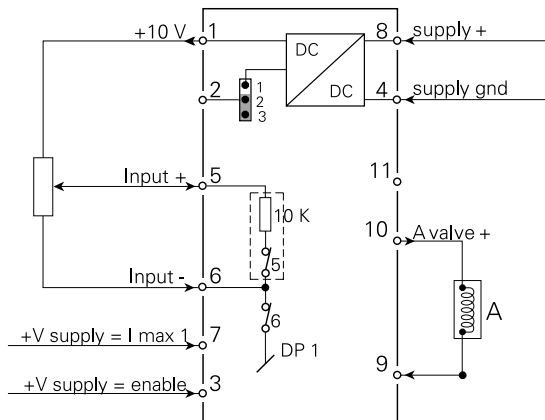 +10 V 1 DC 8 supply +
2 1 2 3 DC 4 supply gnd
Input + 5 11
10 K 10 A valve +
5
Input - 6
6 A
+V supply = I max 1 7 DP 1
+V supply = enable 3 9